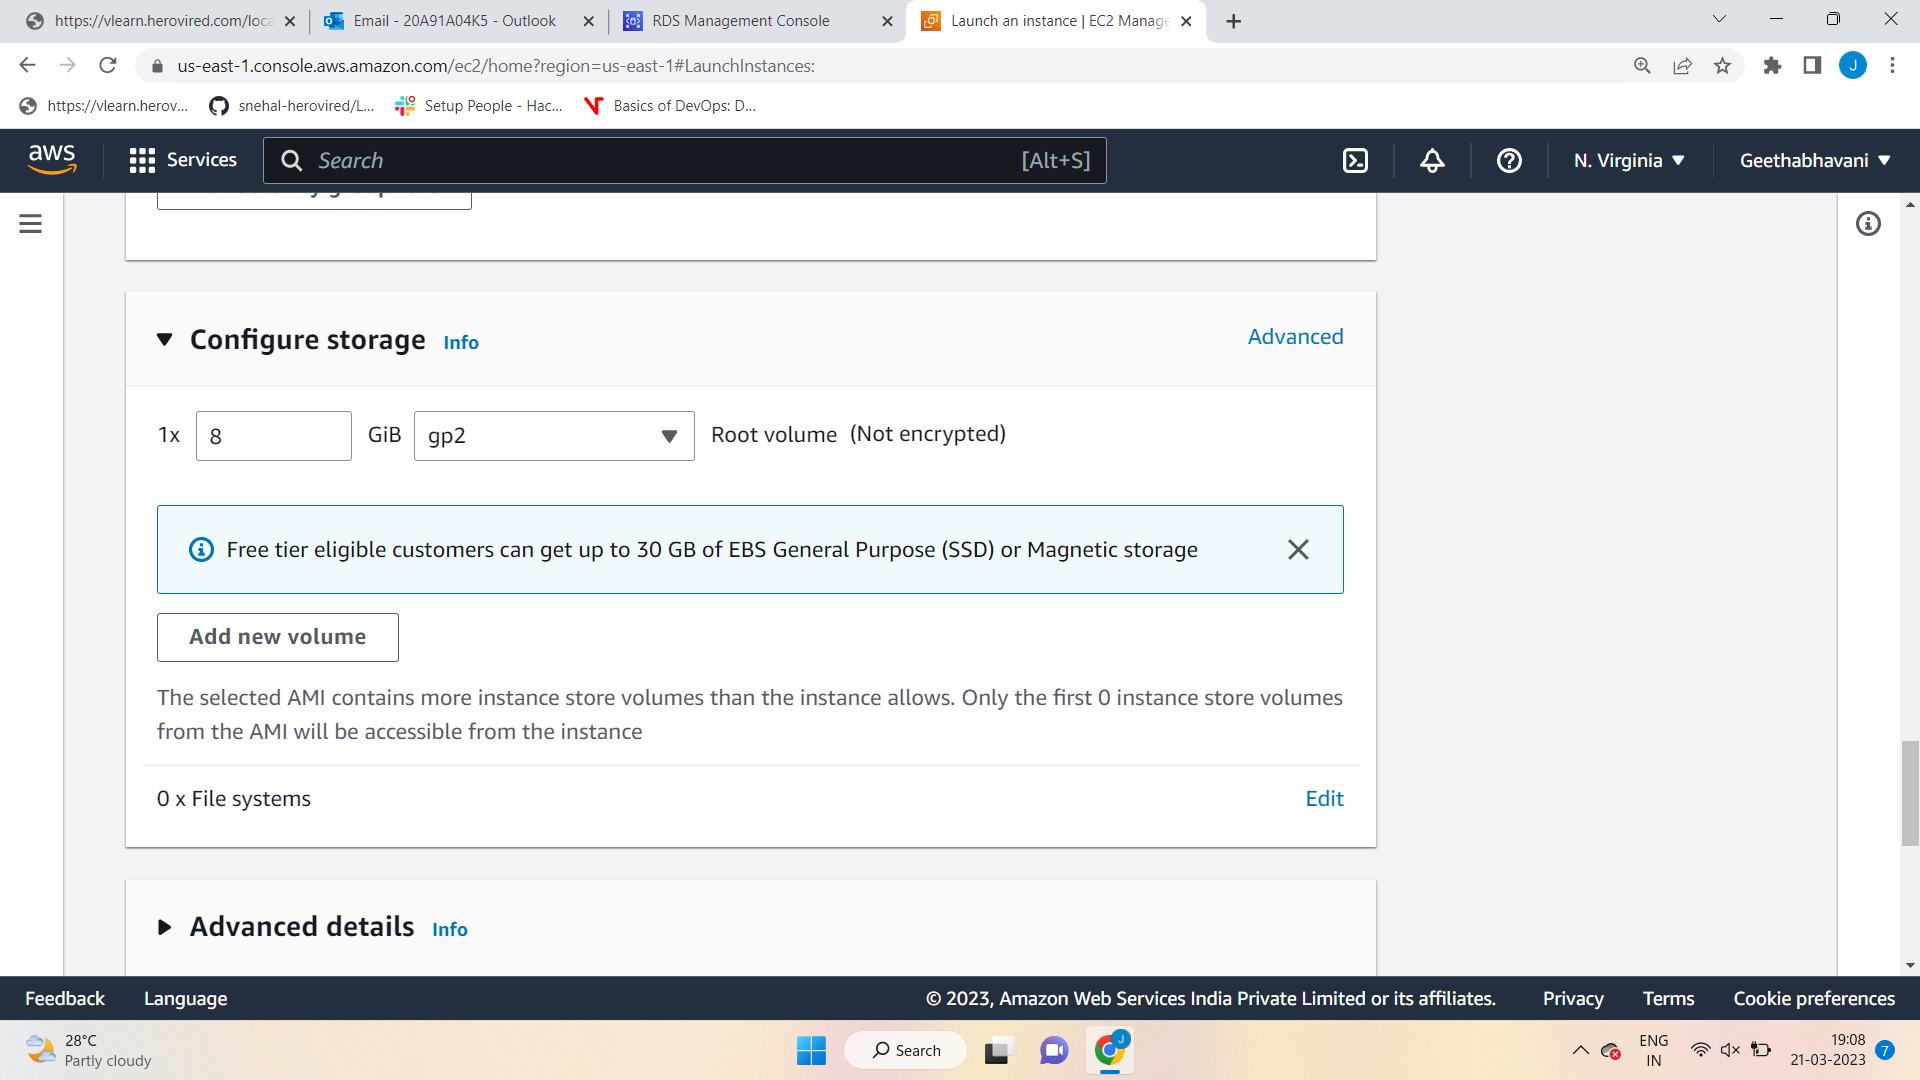 https://vlearn.herovired.com/loca
Email - 20A91A04K5 - Outlook
RDS Management Console
Launch an instance | EC2 Manage
us-east-1.console.aws.amazon.com/ec2/home?region=us-east-1#LaunchInstances:
J
https://vlearn.herov...
snehal-herovired/L...
Setup People - Hac...
Basics of DevOps: D...
aws
Services
Search
[Alt+S]
N. Virginia
Geethabhavani
Configure storage
Info
Advanced
1x
8
GiB
gp2
Root volume
(Not encrypted)
Free tier eligible customers can get up to 30 GB of EBS General Purpose (SSD) or Magnetic storage
Add new volume
The selected AMI contains more instance store volumes than the instance allows. Only the first 0 instance store volumes
from the AMI will be accessible from the instance
0 x File systems
Edit
Advanced details
Info
Feedback
Language
© 2023, Amazon Web Services India Private Limited or its affiliates.
Privacy
Terms
Cookie preferences
28°C
Partly cloudy
Search
J
ENG
IN
19:08
21-03-2023
7